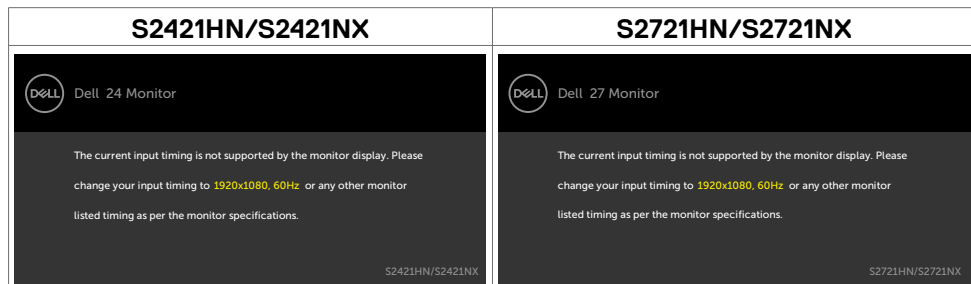 S2421HN/S2421NX
S2721HN/S2721NX
DELL Dell 24 Monitor
The current input timing is not supported by the monitor display. Please
change your input timing to 1920x1080, 60Hz or any other monitor
listed timing as per the monitor specifications.
S2421HN/S2421NX
DELL Dell 27 Monitor
The current input timing is not supported by the monitor display. Please
change your input timing to 1920x1080, 60Hz or any other monitor
listed timing as per the monitor specifications.
S2721HN/S2721NX